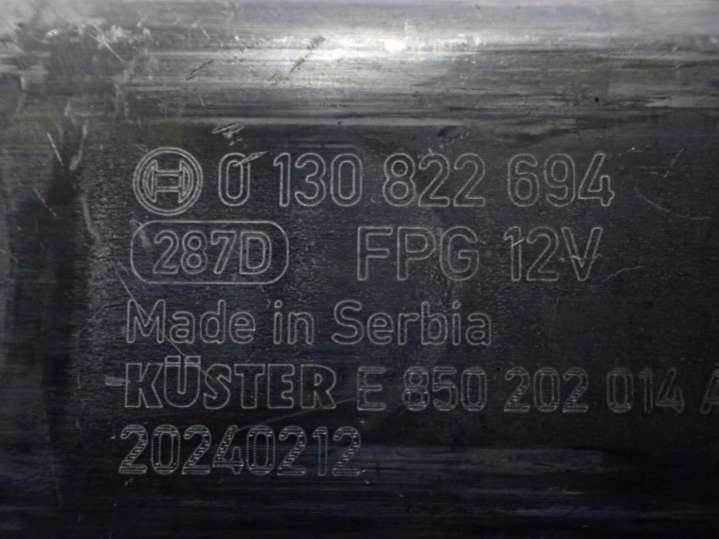 0 130 822 694
287D FPG 12V
Made in Serbia
KÜSTER E 850 202 014 A
20240212